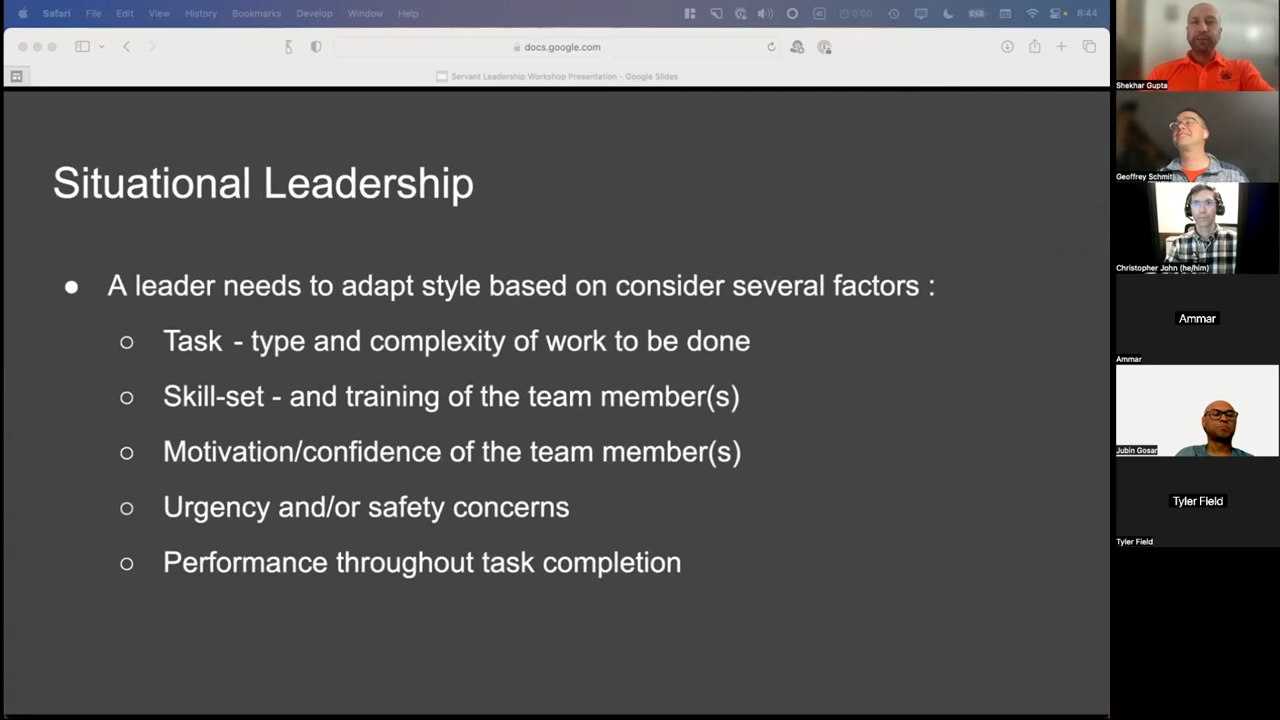 Safari File Edit View History Bookmarks Develop Window Help 6:44
docs.google.com
Servant Leadership Workshop Presentation - Google Slides
Situational Leadership
● A leader needs to adapt style based on consider several factors :
○ Task - type and complexity of work to be done
○ Skill-set - and training of the team member(s)
○ Motivation/confidence of the team member(s)
○ Urgency and/or safety concerns
○ Performance throughout task completion
Shekhar Gupta
Geoffrey Schmit
Christopher John (he/him)
Ammar
Ammar
Jubin Gosar
Tyler Field
Tyler Field